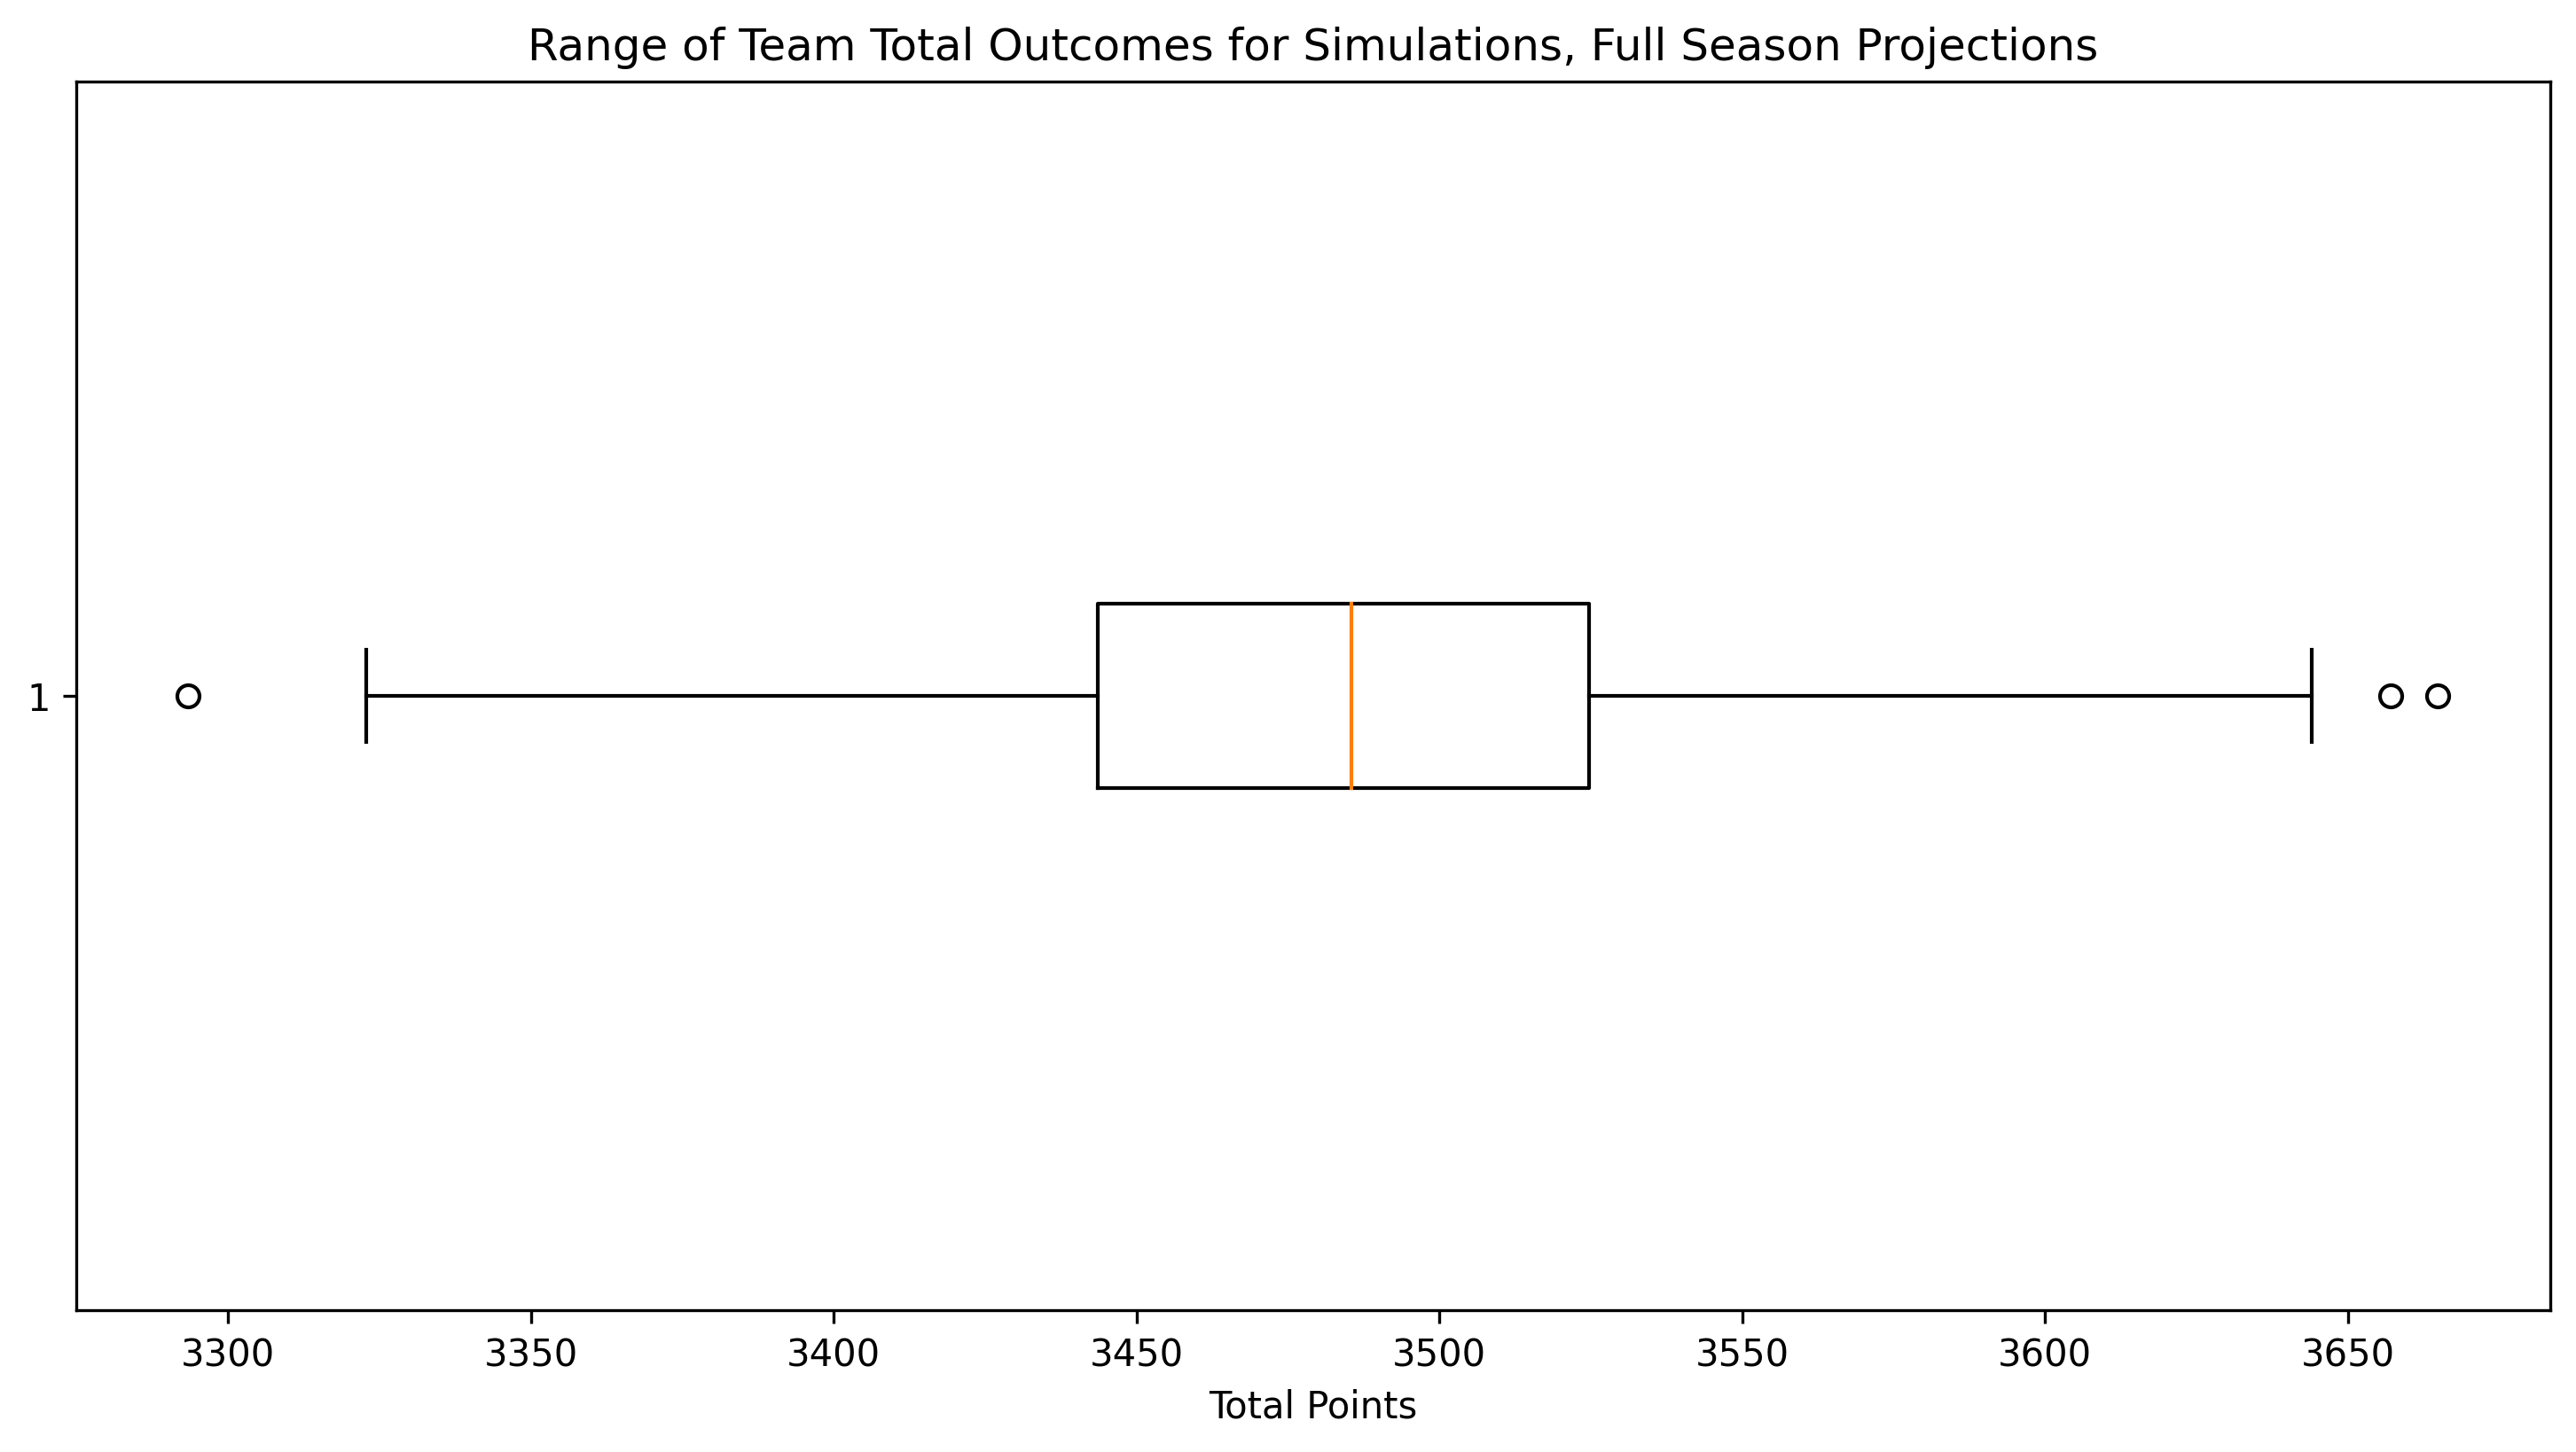 Range of Team Total Outcomes for Simulations, Full Season Projections
1
3300 3350 3400 3450 3500 3550 3600 3650
Total Points